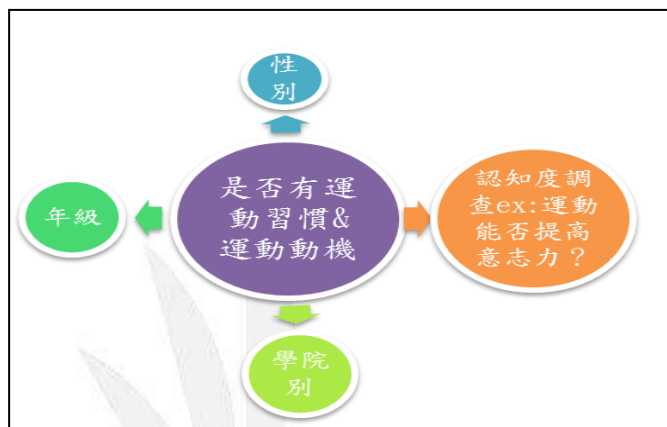 性
別
年級
是否有運
動習慣&
運動動機
認知度調
查ex:運動
能否提高
意志力？
學院
別